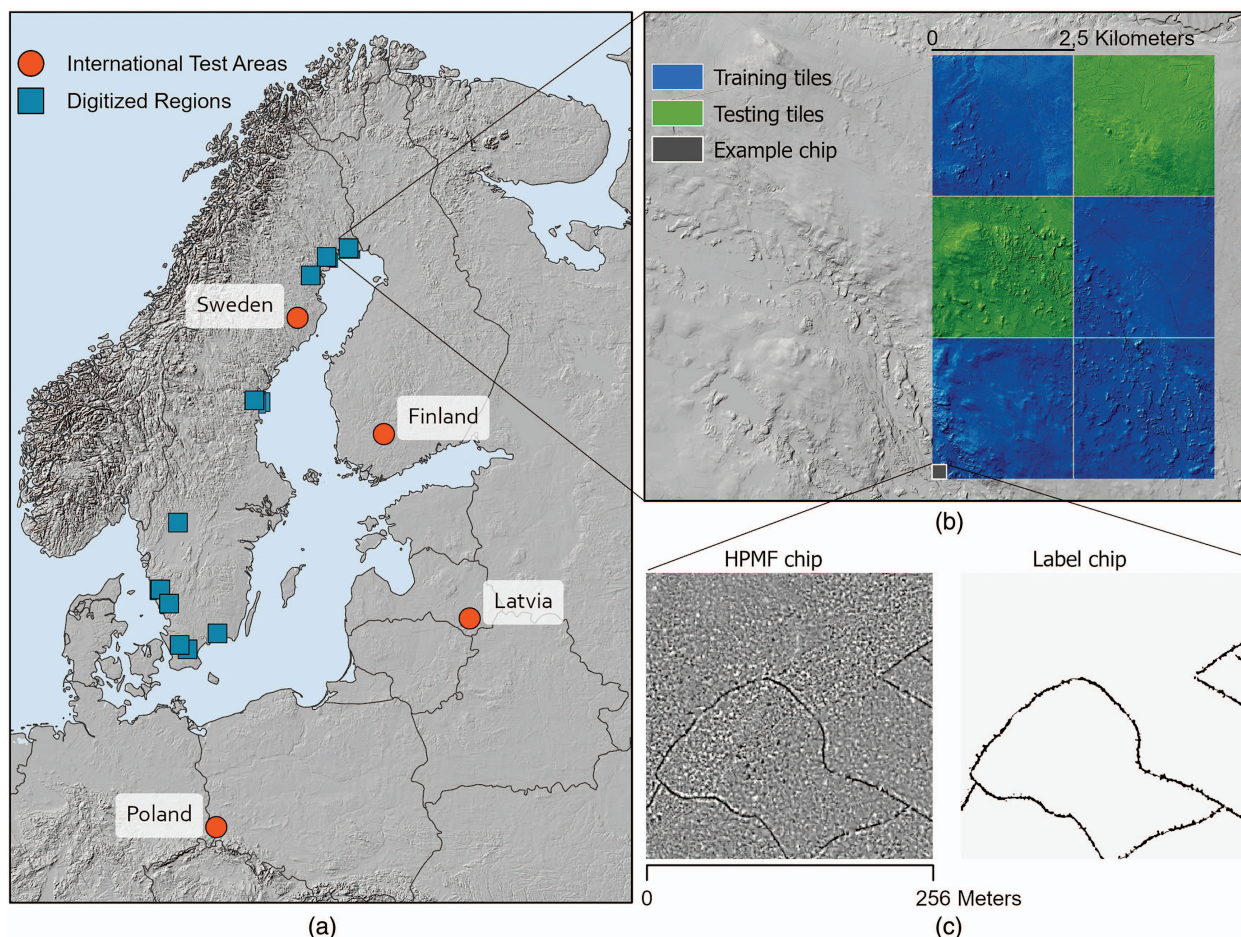 International Test Areas
Digitized Regions
Sweden
Finland
Latvia
Poland
(a)
0 2,5 Kilometers
Training tiles
Testing tiles
Example chip
(b)
HPMF chip Label chip
0 256 Meters
(c)